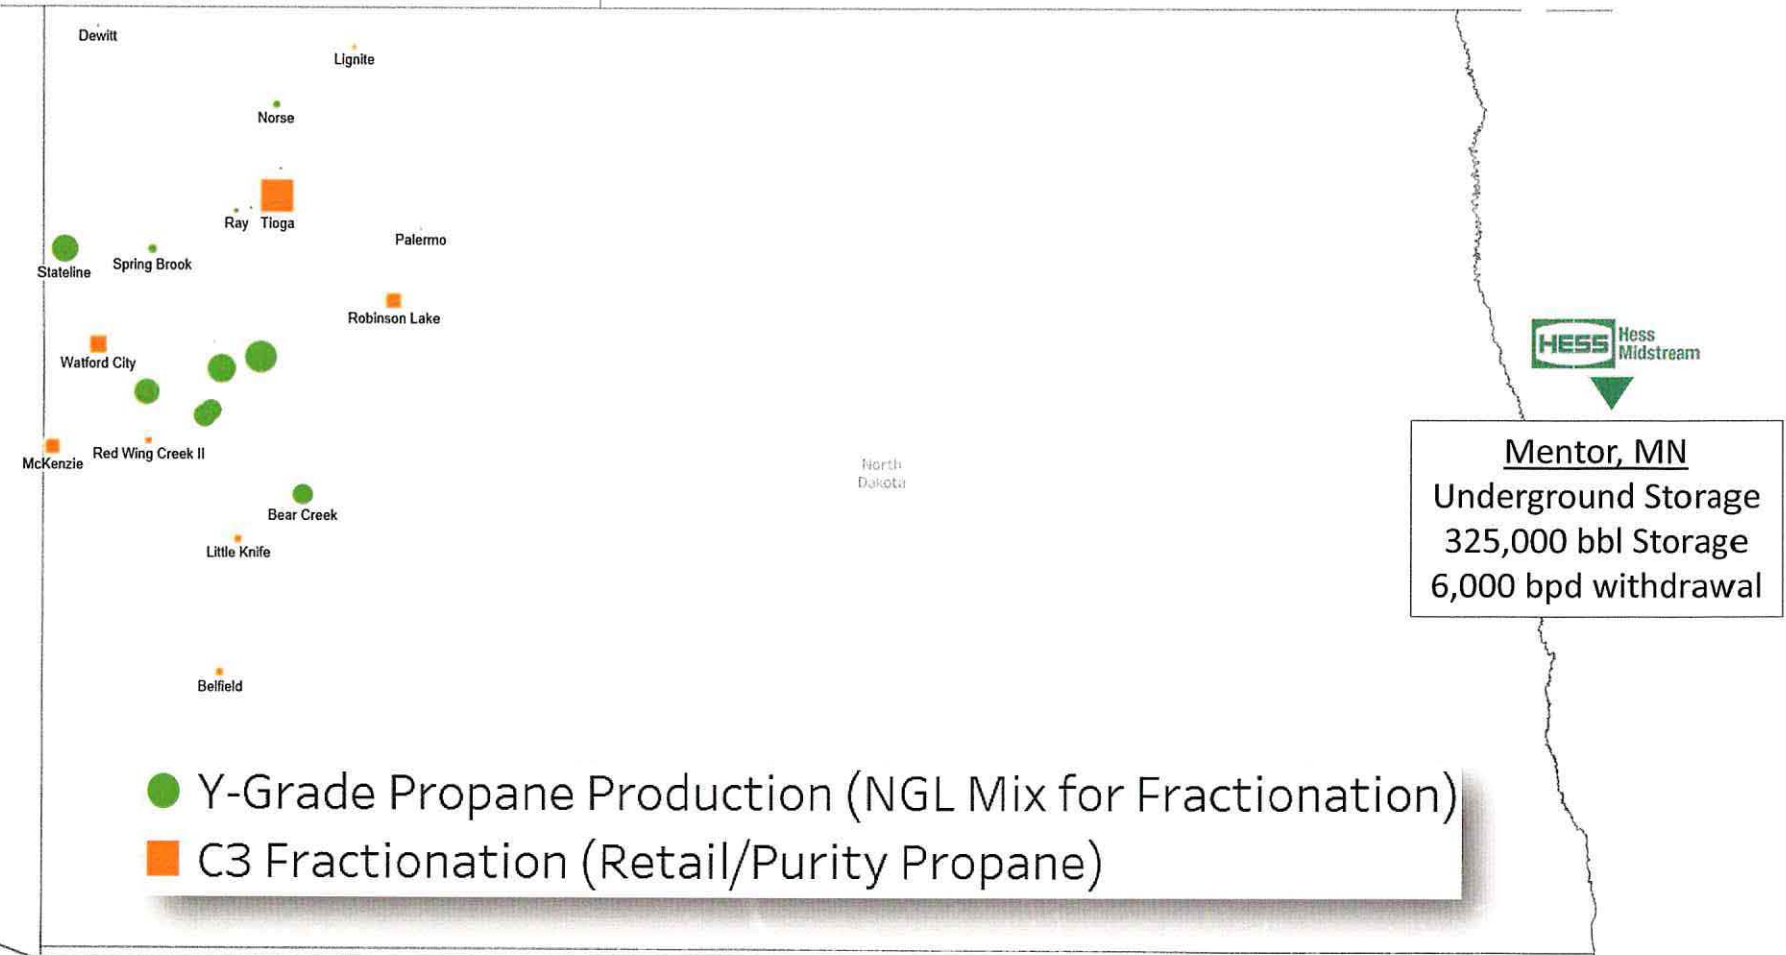 Dewitt
Lignite
Norse
Ray
Tioga
Palermo
Stateline
Spring Brook
Robinson Lake
Watford City
HESS
Hess
Midstream
McKenzie
Red Wing Creek II
North
Dakota
Mentor, MN
Underground Storage
325,000 bbl Storage
6,000 bpd withdrawal
Bear Creek
Little Knife
Belfield
Y-Grade Propane Production (NGL Mix for Fractionation)
C3 Fractionation (Retail/Purity Propane)